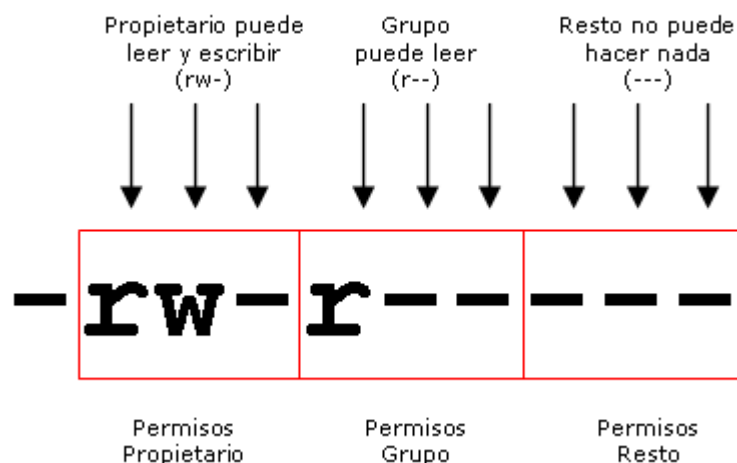 Propietario puede
leer y escribir
(rw-)
Grupo
puede leer
(r--)
Resto no puede
hacer nada
(---)
-rw-r-----
Permisos
Propietario
Permisos
Grupo
Permisos
Resto